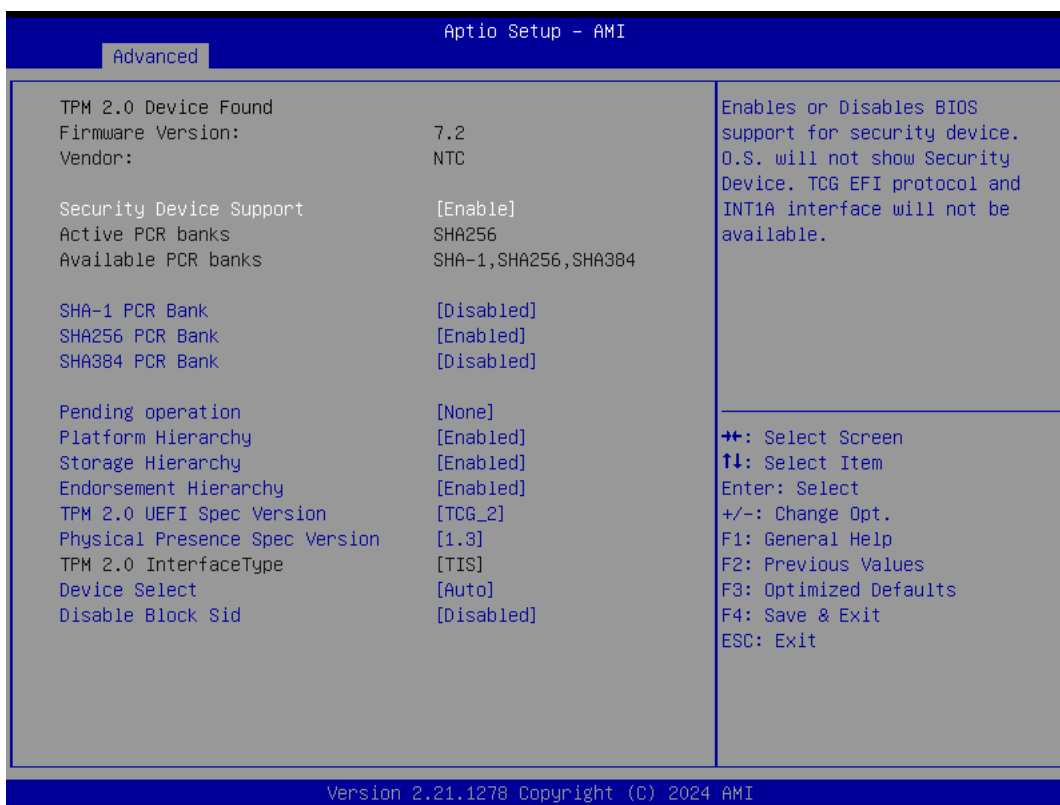 Aptio Setup - AMI
Advanced
TPM 2.0 Device Found
Firmware Version: 7.2
Vendor: NTC
Security Device Support [Enable]
Active PCR banks SHA256
Available PCR banks SHA-1,SHA256,SHA384
SHA-1 PCR Bank [Disabled]
SHA256 PCR Bank [Enabled]
SHA384 PCR Bank [Disabled]
Pending operation [None]
Platform Hierarchy [Enabled]
Storage Hierarchy [Enabled]
Endorsement Hierarchy [Enabled]
TPM 2.0 UEFI Spec Version [TCG_2]
Physical Presence Spec Version [1.3]
TPM 2.0 InterfaceType [TIS]
Device Select [Auto]
Disable Block Sid [Disabled]
Enables or Disables BIOS
support for security device.
O.S. will not show Security
Device. TCG EFI protocol and
INT1A interface will not be
available.
→←: Select Screen
↑↓: Select Item
Enter: Select
+/-: Change Opt.
F1: General Help
F2: Previous Values
F3: Optimized Defaults
F4: Save & Exit
ESC: Exit
Version 2.21.1278 Copyright (C) 2024 AMI